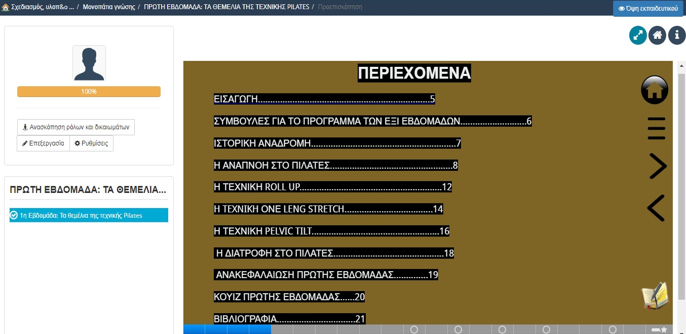 Σχεδιασμός, υλοπ&ο ... / Μονοπάτια γνώσης / ΠΡΩΤΗ ΕΒΔΟΜΑΔΑ: ΤΑ ΘΕΜΕΛΙΑ ΤΗΣ ΤΕΧΝΙΚΗΣ PILATES / Προεπισκόπηση
Όψη εκπαιδευτικού
100%
Ανασκόπηση ρόλων και δικαιωμάτων
Επεξεργασία
Ρυθμίσεις
ΠΡΩΤΗ ΕΒΔΟΜΑΔΑ: ΤΑ ΘΕΜΕΛΙΑ...
1η Εβδομάδα: Τα θεμέλια της τεχνικής Pilates
ΠΕΡΙΕΧΟΜΕΝΑ
ΕΙΣΑΓΩΓΗ..................................................................5
ΣΥΜΒΟΥΛΕΣ ΓΙΑ ΤΟ ΠΡΟΓΡΑΜΜΑ ΤΩΝ ΕΞΙ ΕΒΔΟΜΑΔΩΝ..........................6
ΙΣΤΟΡΙΚΗ ΑΝΑΔΡΟΜΗ.......................................................7
Η ΑΝΑΠΝΟΗ ΣΤΟ ΠΙΛΑΤΕΣ...............................................8
Η ΤΕΧΝΙΚΗ ROLL UP......................................................12
Η ΤΕΧΝΙΚΗ ONE LENG STRETCH..................................14
Η ΤΕΧΝΙΚΗ PELVIC TILT.................................................16
Η ΔΙΑΤΡΟΦΗ ΣΤΟ ΠΙΛΑΤΕΣ...........................................18
ΑΝΑΚΕΦΑΛΑΙΩΣΗ ΠΡΩΤΗΣ ΕΒΔΟΜΑΔΑΣ.............19
ΚΟΥΙΖ ΠΡΩΤΗΣ ΕΒΔΟΜΑΔΑΣ......20
ΒΙΒΛΙΟΓΡΑΦΙΑ..............................21